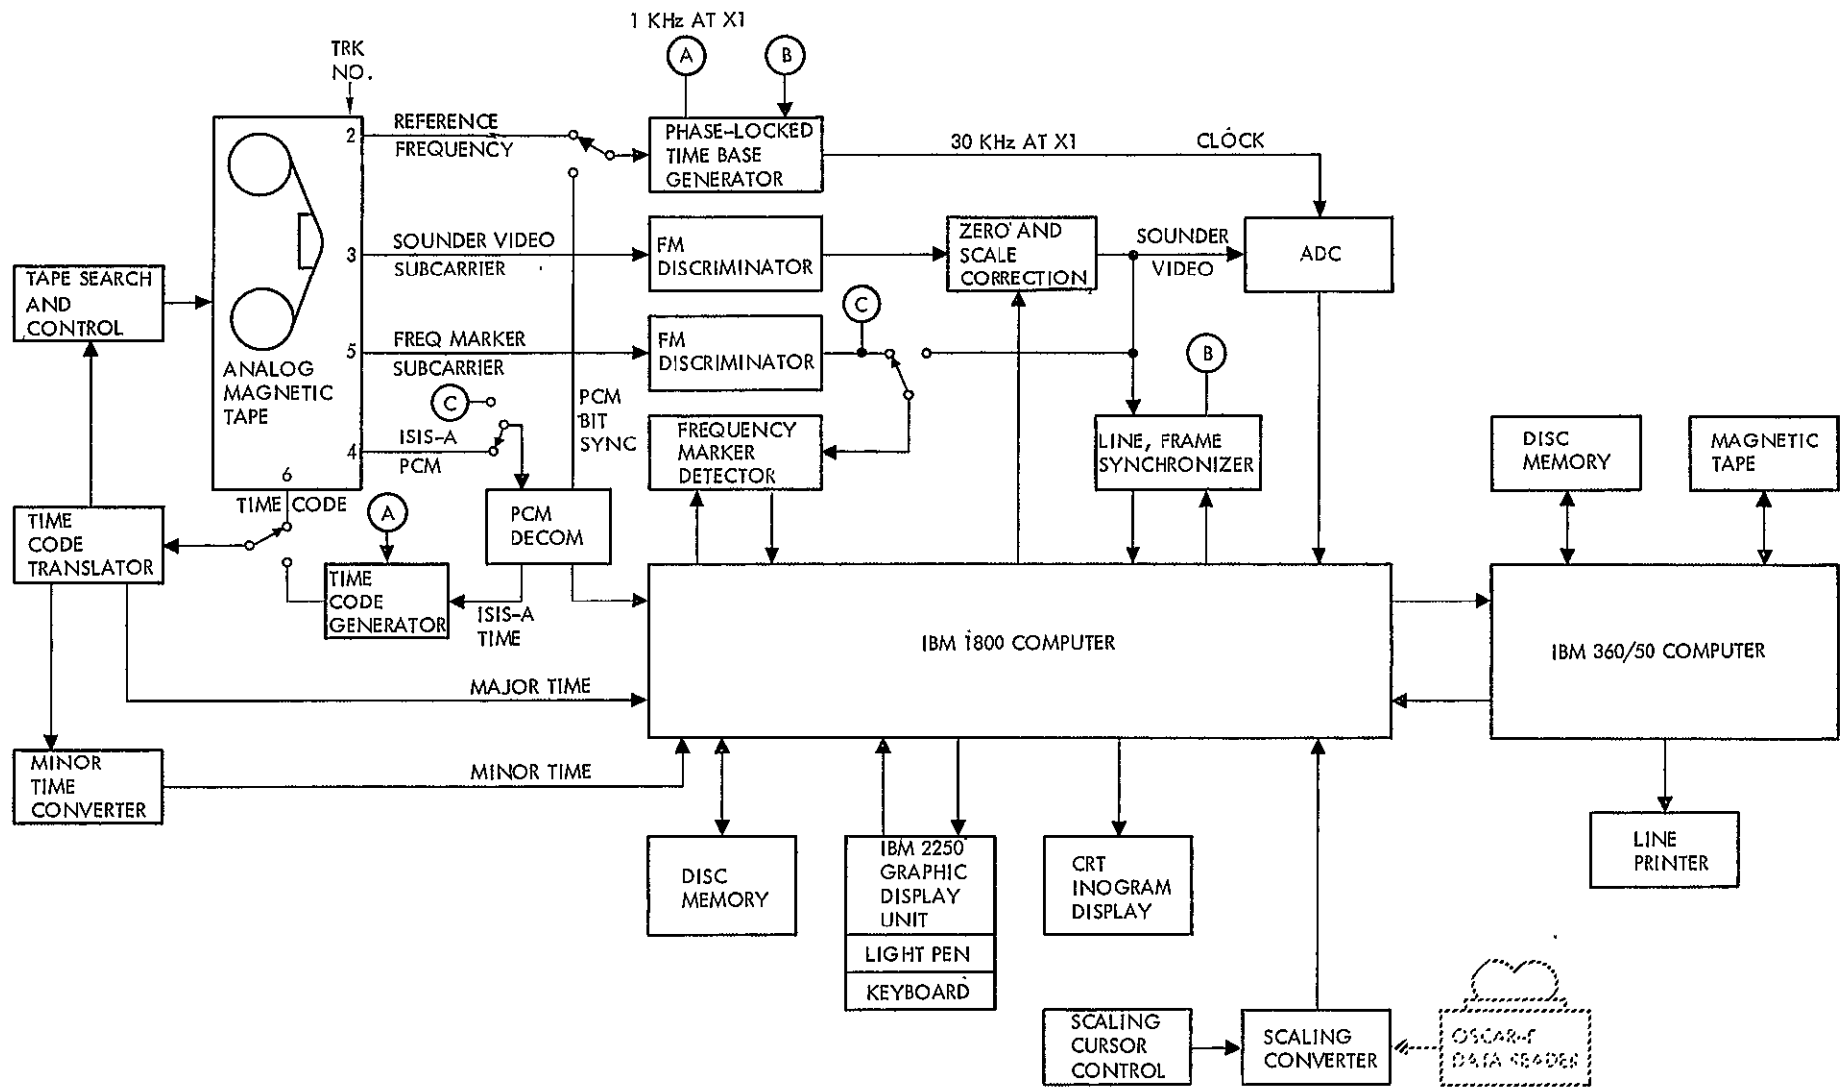 1 KHz AT X1
TRK
NO.
A
B
2
REFERENCE
FREQUENCY
PHASE-LOCKED
TIME BASE
GENERATOR
30 KHz AT X1
CLOCK
3
SOUNDER VIDEO
SUBCARRIER
FM
DISCRIMINATOR
ZERO AND
SCALE
CORRECTION
SOUNDER
VIDEO
ADC
TAPE SEARCH
AND
CONTROL
5
FREQ MARKER
SUBCARRIER
FM
DISCRIMINATOR
C
B
ANALOG
MAGNETIC
TAPE
C
PCM
BIT
SYNC
4
ISIS-A
PCM
FREQUENCY
MARKER
DETECTOR
LINE, FRAME
SYNCHRONIZER
DISC
MEMORY
MAGNETIC
TAPE
6
TIME CODE
A
TIME
CODE
TRANSLATOR
PCM
DECOM
TIME
CODE
GENERATOR
ISIS-A
TIME
IBM 1800 COMPUTER
IBM 360/50 COMPUTER
MAJOR TIME
MINOR
TIME
CONVERTER
MINOR TIME
DISC
MEMORY
IBM 2250
GRAPHIC
DISPLAY
UNIT
LIGHT PEN
KEYBOARD
CRT
INOGRAM
DISPLAY
LINE
PRINTER
SCALING
CURSOR
CONTROL
SCALING
CONVERTER
DATA READER